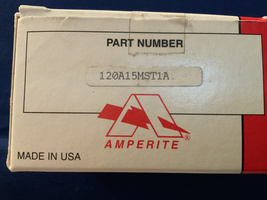 PART NUMBER
120A15MST1A
AMPERITE®
MADE IN USA